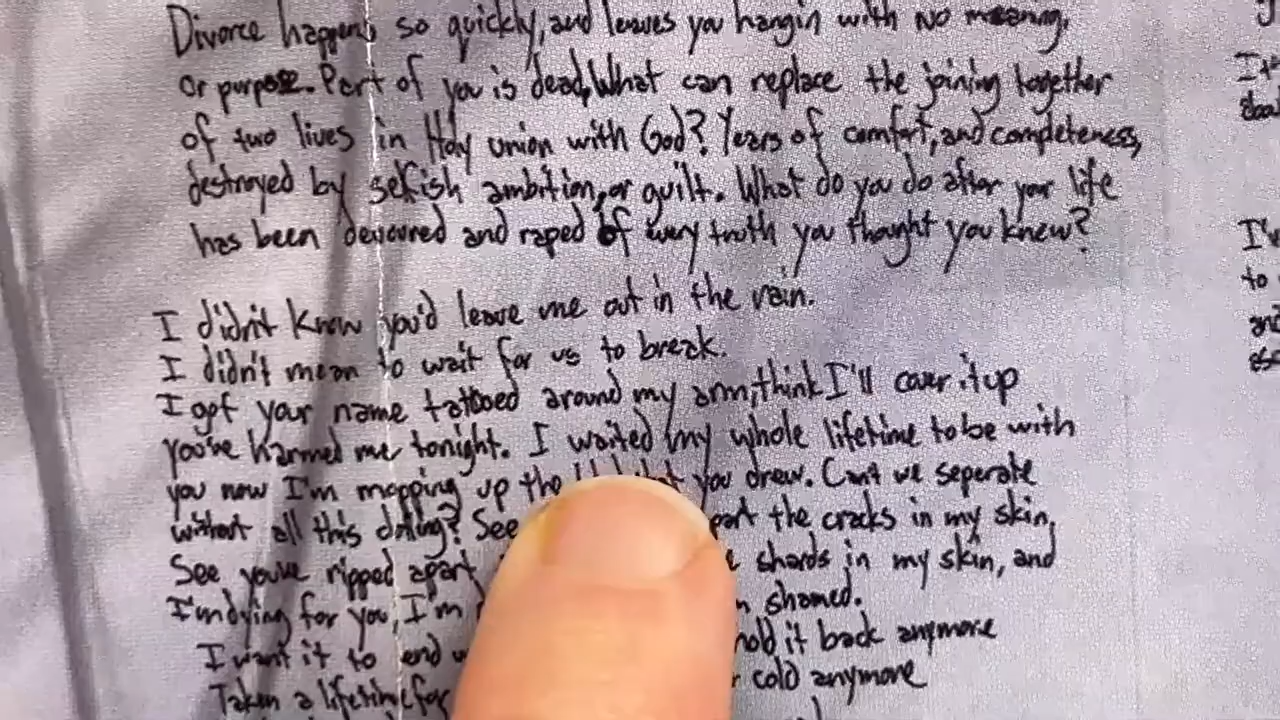 Divorce happens so quickly, and leaves you hangin with No meaning,
or purpose. Part of you is dead, What can replace the joining together
of two lives in Holy union with God? Years of comfort, and completeness,
destroyed by selfish ambition, or guilt. What do you do after your life
has been devoured and raped of every truth you thought you knew?
I didn't know you'd leave me out in the rain.
I didn't mean to wait for us to break.
I got your name tattooed around my arm, think I'll cover it up
you've harmed me tonight. I waited my whole lifetime to be with
you now I'm mopping up the you drew. Can't we seperate
without all this See part the cracks in my skin,
See you've ripped apart shards in my skin, and
I'm dying for you, I'm shamed.
I want it to end hold it back anymore
Taken a lifetime for cold anymore
It
I'v
to